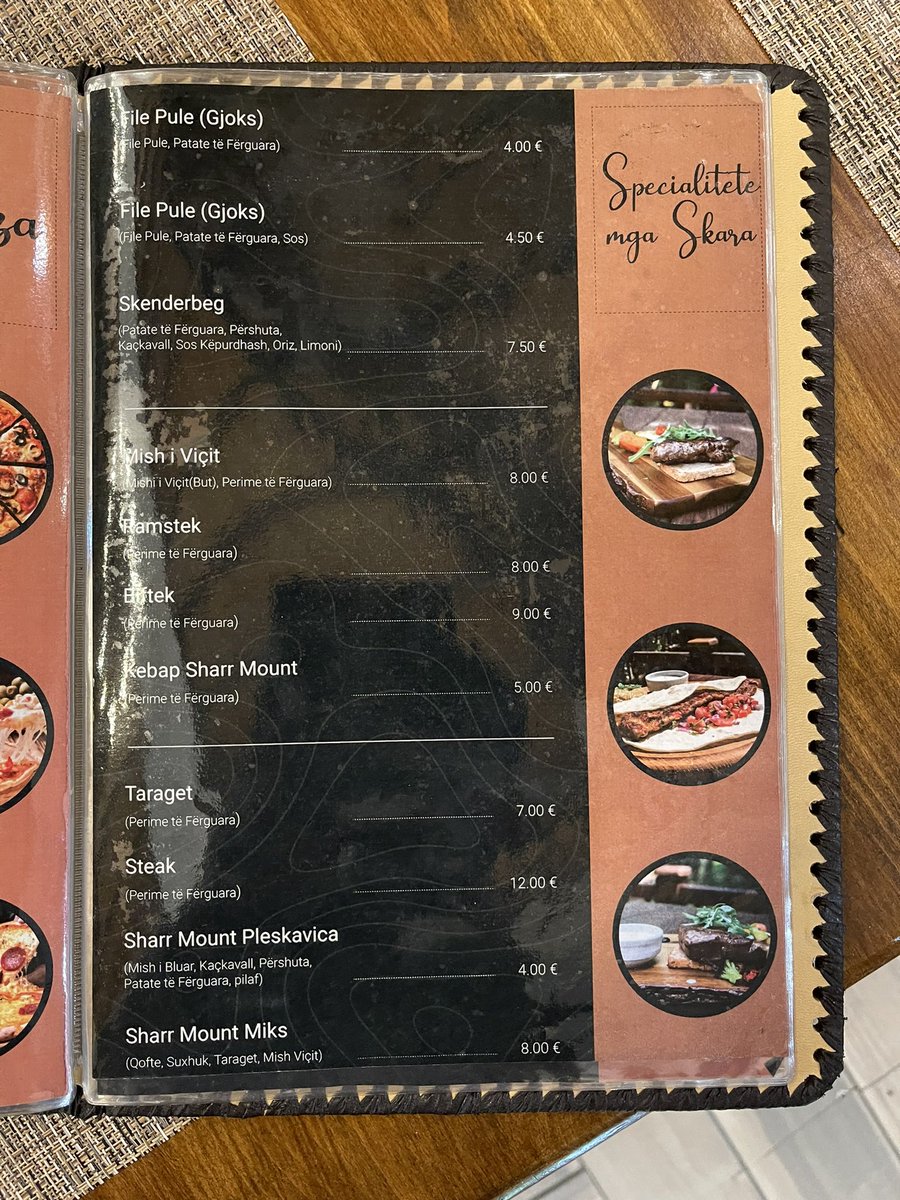 File Pule (Gjoks)
(File Pule, Patate të Fërguara)
4.00 €
File Pule (Gjoks)
(File Pule, Patate të Fërguara, Sos)
4.50 €
Skenderbeg
(Patate të Fërguara, Përshuta,
Kaçkavall, Sos Këpurdhash, Oriz, Limoni)
7.50 €
Mish i Viçit
(Mishi i Viçit(But), Perime të Fërguara)
8.00 €
Ramstek
(Perime të Fërguara)
8.00 €
Biftek
(Perime të Fërguara)
9.00 €
Kebap Sharr Mount
(Perime të Fërguara)
5.00 €
Taraget
(Perime të Fërguara)
7.00 €
Steak
(Perime të Fërguara)
12.00 €
Sharr Mount Pleskavica
(Mish i Bluar, Kaçkavall, Përshuta,
Patate të Fërguara, pilaf)
4.00 €
Sharr Mount Miks
(Qofte, Suxhuk, Taraget, Mish Viçit)
8.00 €
Specialitete
mga Skara